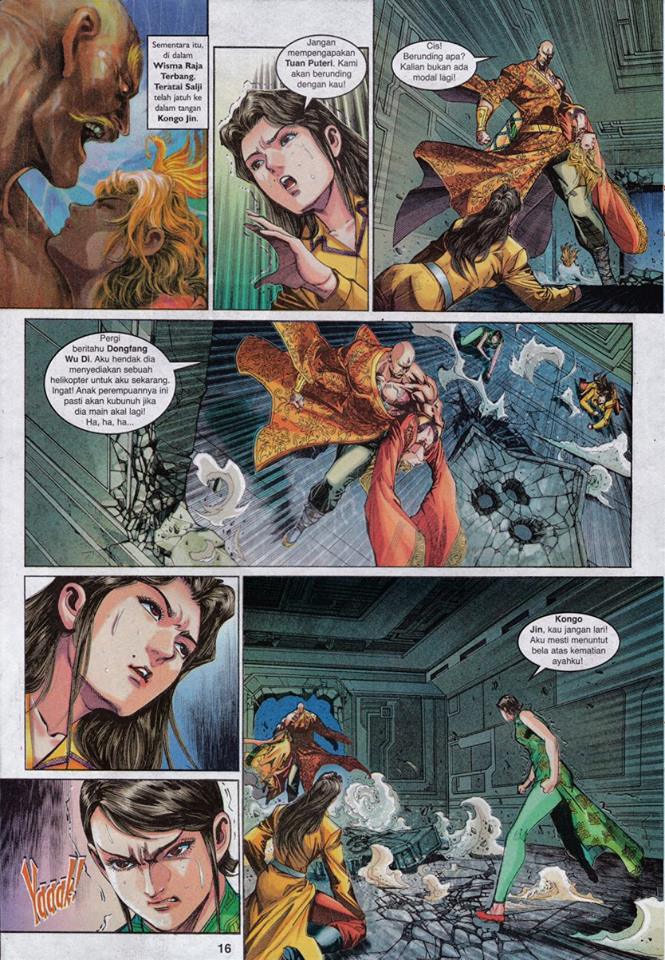 Sementara itu,
di dalam
Wisma Raja
Terbang.
Teratai Salji
telah jatuh ke
dalam tangan
Kongo Jin.
Jangan
mempengapakan
Tuan Puteri. Kami
akan berunding
dengan kau!
Cis!
Berunding apa?
Kalian bukan ada
modal lagi!
Pergi
beritahu Dongfang
Wu Di. Aku hendak dia
menyediakan sebuah
helikopter untuk aku sekarang.
Ingat! Anak perempuannya ini
pasti akan kubunuh jika
dia main akal lagi!
Ha, ha, ha...
Kongo
Jin, kau jangan lari!
Aku mesti menuntut
bela atas kematian
ayahku!
Yaaak!
16